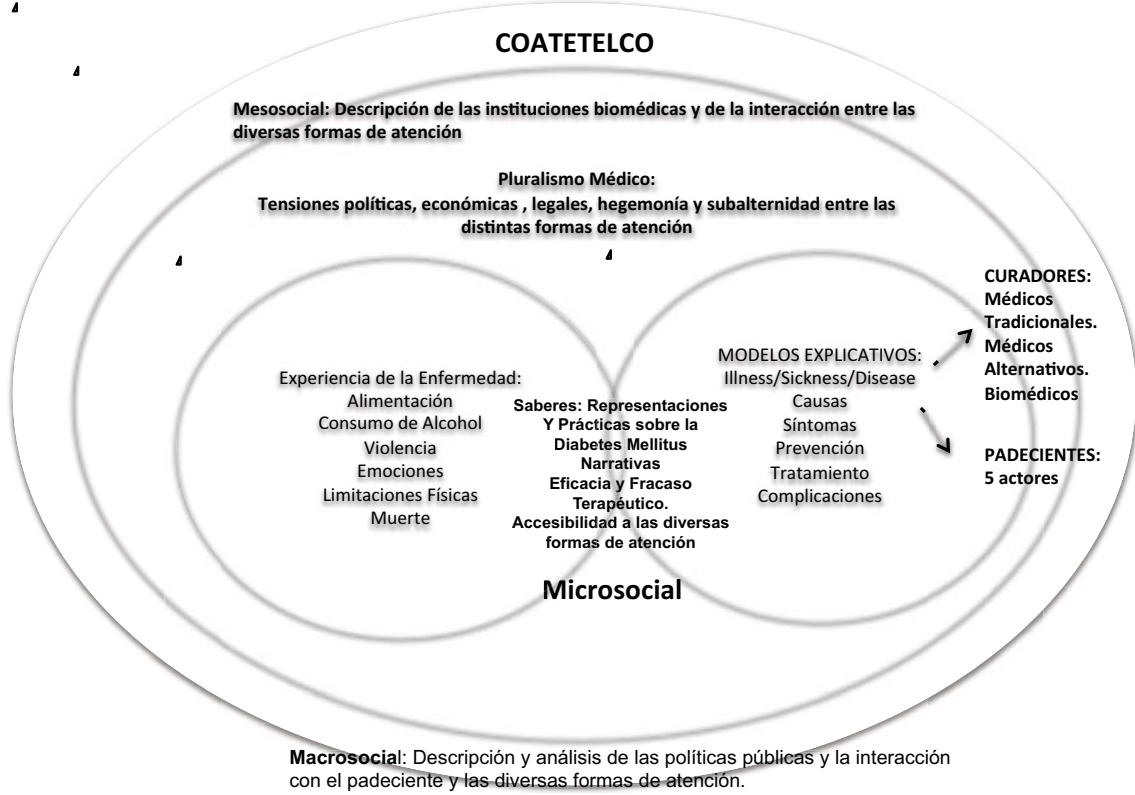 COATETELCO
Mesosocial: Descripción de las instituciones biomédicas y de la interacción entre las
diversas formas de atención
Pluralismo Médico:
Tensiones políticas, económicas , legales, hegemonía y subalternidad entre las
distintas formas de atención
Experiencia de la Enfermedad:
Alimentación
Consumo de Alcohol
Violencia
Emociones
Limitaciones Físicas
Muerte
Saberes: Representaciones
Y Prácticas sobre la
Diabetes Mellitus
Narrativas
Eficacia y Fracaso
Terapéutico.
Accesibilidad a las diversas
formas de atención
MODELOS EXPLICATIVOS:
Illness/Sickness/Disease
Causas
Síntomas
Prevención
Tratamiento
Complicaciones
CURADORES:
Médicos
Tradicionales.
Médicos
Alternativos.
Biomédicos
PADECIENTES:
5 actores
Microsocial
Macrosocial: Descripción y análisis de las políticas públicas y la interacción
con el padeciente y las diversas formas de atención.